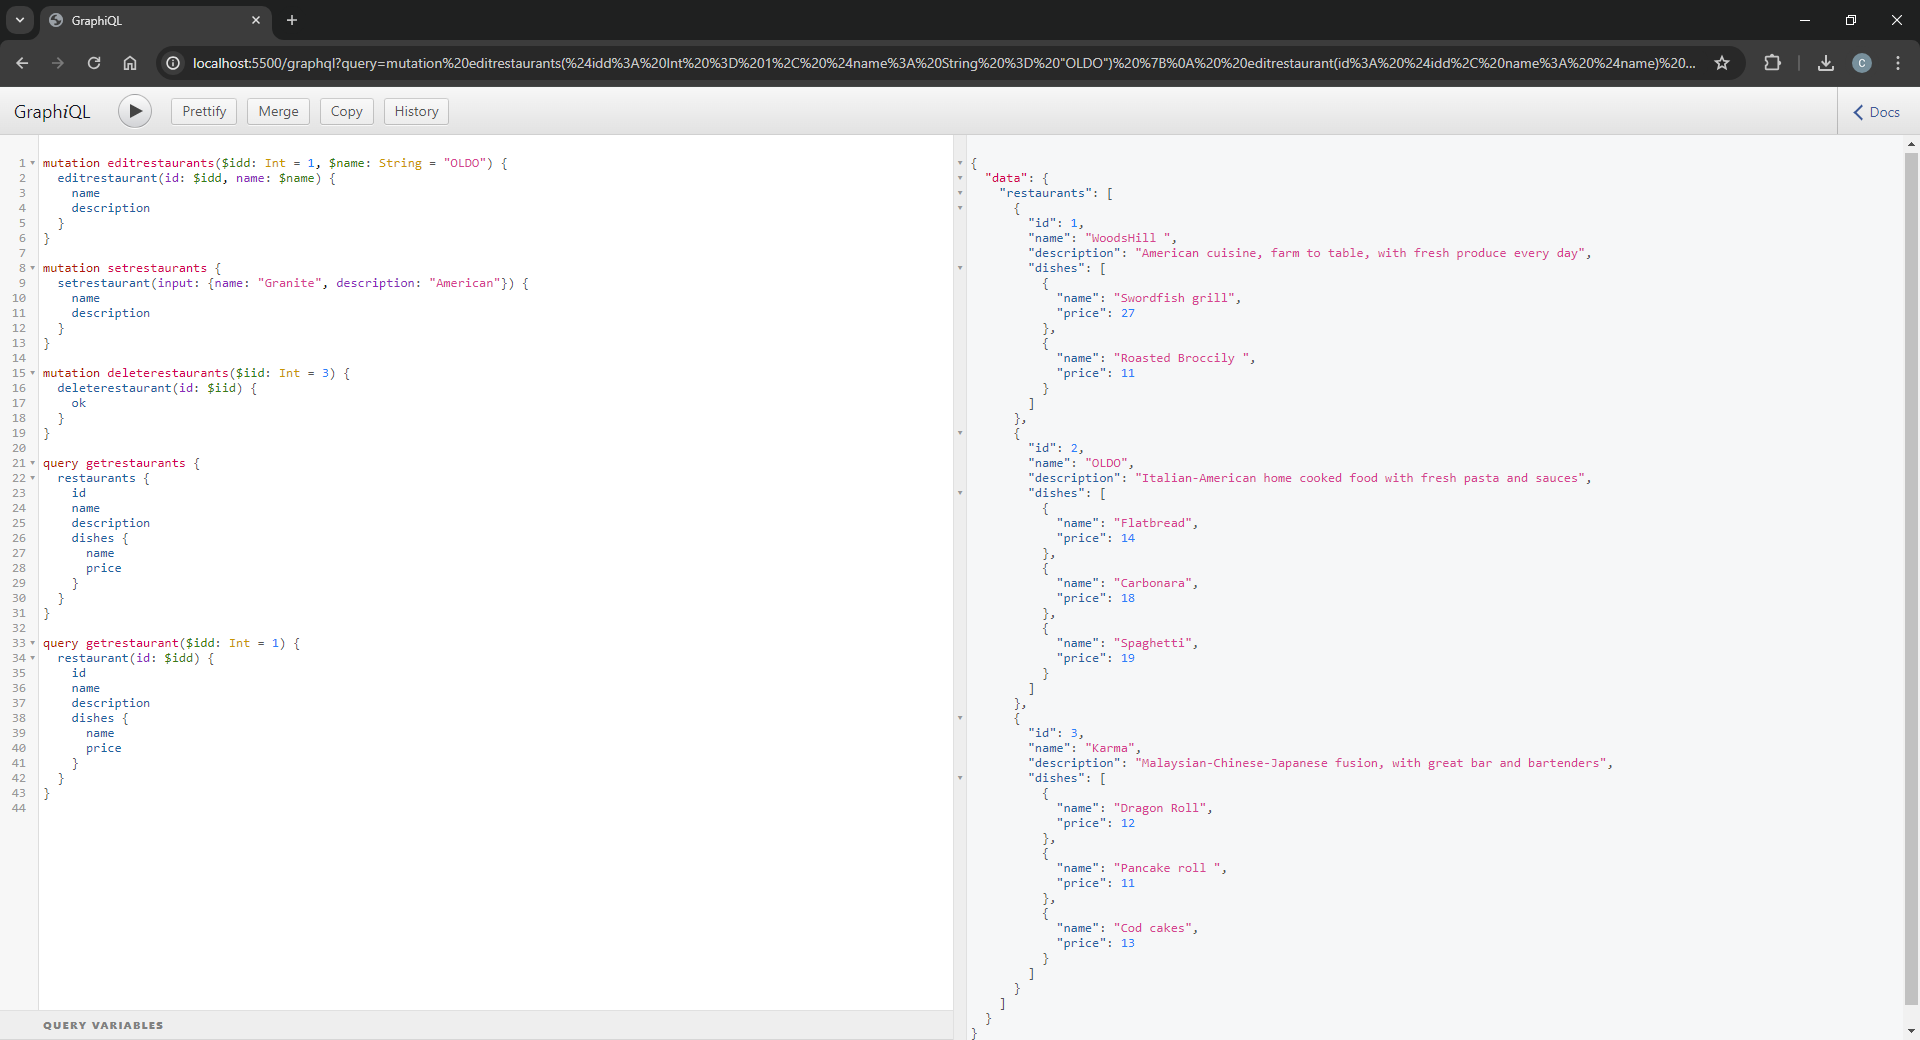 GraphiQL
localhost:5500/graphql?query=mutation%20editrestaurants(%24idd%3A%20Int%20%3D%201%2C%20%24name%3A%20String%20%3D%20"OLDO")%20%7B%0A%20%20editrestaurant(id%3A%20%24idd%2C%20name%3A%20%24name)%20...
C
GraphiQL Prettify Merge Copy History Docs
1 mutation editrestaurants($idd: Int = 1, $name: String = "OLDO") {
2 editrestaurant(id: $idd, name: $name) {
3 name
4 description
5 }
6 }
7
8 mutation setrestaurants {
9 setrestaurant(input: {name: "Granite", description: "American"}) {
10 name
11 description
12 }
13 }
14
15 mutation deleterestaurants($iid: Int = 3) {
16 deleterestaurant(id: $iid) {
17 ok
18 }
19 }
20
21 query getrestaurants {
22 restaurants {
23 id
24 name
25 description
26 dishes {
27 name
28 price
29 }
30 }
31 }
32
33 query getrestaurant($idd: Int = 1) {
34 restaurant(id: $idd) {
35 id
36 name
37 description
38 dishes {
39 name
40 price
41 }
42 }
43 }
44
QUERY VARIABLES
{
"data": {
"restaurants": [
{
"id": 1,
"name": "WoodsHill ",
"description": "American cuisine, farm to table, with fresh produce every day",
"dishes": [
{
"name": "Swordfish grill",
"price": 27
},
{
"name": "Roasted Broccily ",
"price": 11
}
]
},
{
"id": 2,
"name": "OLDO",
"description": "Italian-American home cooked food with fresh pasta and sauces",
"dishes": [
{
"name": "Flatbread",
"price": 14
},
{
"name": "Carbonara",
"price": 18
},
{
"name": "Spaghetti",
"price": 19
}
]
},
{
"id": 3,
"name": "Karma",
"description": "Malaysian-Chinese-Japanese fusion, with great bar and bartenders",
"dishes": [
{
"name": "Dragon Roll",
"price": 12
},
{
"name": "Pancake roll ",
"price": 11
},
{
"name": "Cod cakes",
"price": 13
}
]
}
]
}
}